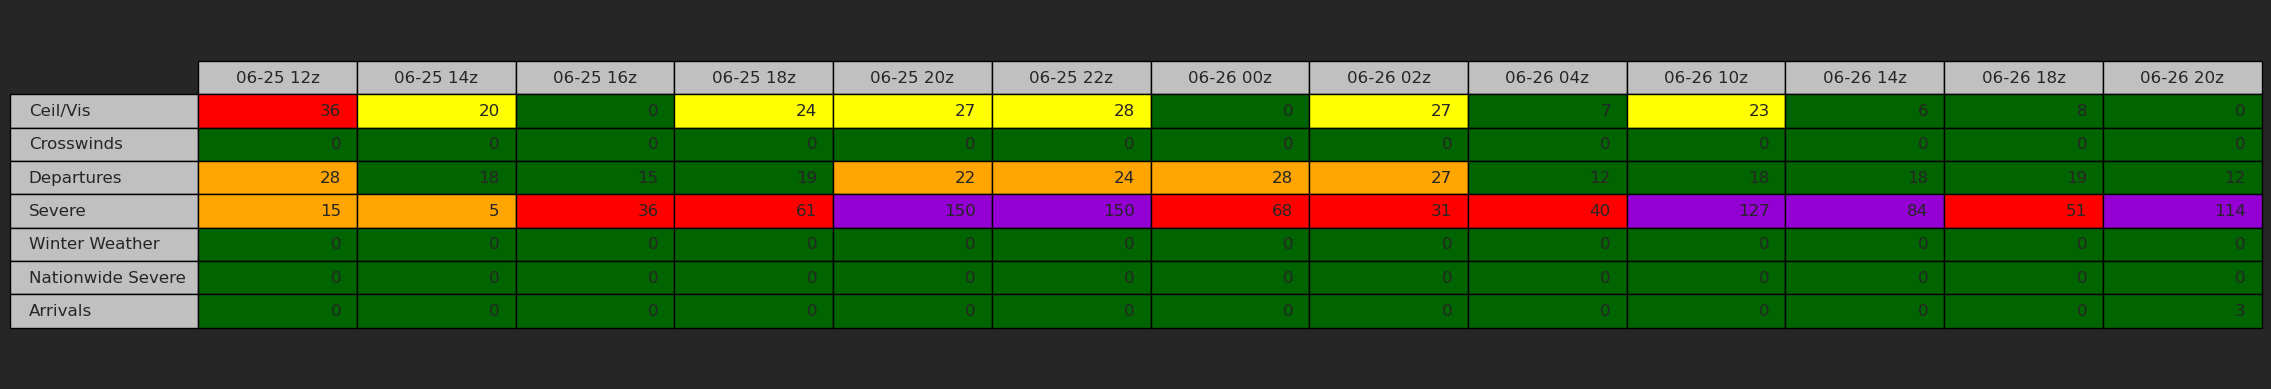 06-25 12z 06-25 14z 06-25 16z 06-25 18z 06-25 20z 06-25 22z 06-26 00z 06-26 02z 06-26 04z 06-26 10z 06-26 14z 06-26 18z 06-26 20z
Ceil/Vis 36 20 0 24 27 28 0 27 7 23 6 8 0
Crosswinds 0 0 0 0 0 0 0 0 0 0 0 0 0
Departures 28 18 15 19 22 24 28 27 12 18 18 19 12
Severe 15 5 36 61 150 150 68 31 40 127 84 51 114
Winter Weather 0 0 0 0 0 0 0 0 0 0 0 0 0
Nationwide Severe 0 0 0 0 0 0 0 0 0 0 0 0 0
Arrivals 0 0 0 0 0 0 0 0 0 0 0 0 3